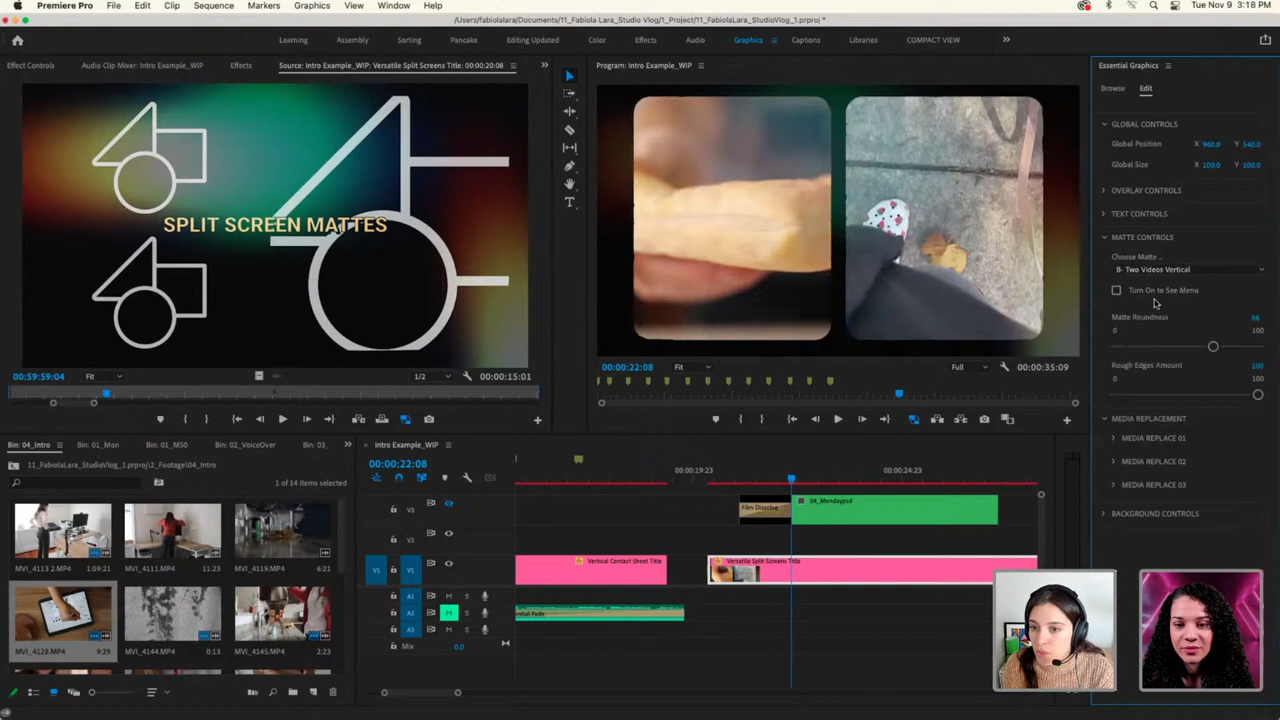 Premiere Pro File Edit Clip Sequence Markers Graphics View Window Help Tue Nov 9 3:18 PM
/Users/fabiolalara/Documents/11_Fabiola Lara_Studio Vlog/1_Project/11_FabiolaLara_StudioVlog_1.prproj *
Learning Assembly Sorting Pancake Editing Updated Color Effects Audio Graphics Captions Libraries COMPACT VIEW
Effect Controls Audio Clip Mixer: Intro Example_WIP Effects Source: Intro Example_WIP: Versatile Split Screens Title: 00:00:20:08
Program: Intro Example_WIP
Essential Graphics
Browse Edit
SPLIT SCREEN MATTES
GLOBAL CONTROLS
Global Position X 960.0 Y 540.0
Global Size X 100.0 Y 100.0
OVERLAY CONTROLS
TEXT CONTROLS
MATTE CONTROLS
Choose Matte ..
B- Two Videos Vertical
Turn On to See Menu
Matte Roundness 66
0 100
Rough Edges Amount 100
0 100
MEDIA REPLACEMENT
MEDIA REPLACE 01
MEDIA REPLACE 02
MEDIA REPLACE 03
BACKGROUND CONTROLS
00:59:59:04 Fit 1/2 00:00:15:01
00:00:22:08 Fit Full 00:00:35:09
Bin: 04_Intro Bin: 01_Mon Bin: 01_M50 Bin: 02_VoiceOver Bin: 03_
11_FabiolaLara_StudioVlog_1.prproj\2_Footage\04_Intro
1 of 14 items selected
MVI_4113 2.MP4 1:09:21
MVI_4111.MP4 11:23
MVI_4119.MP4 6:21
MVI_4128.MP4 9:29
MVI_4144.MP4 0:13
MVI_4145.MP4 2:23
Intro Example_WIP
00:00:22:08
00:00:19:23 00:00:24:23
V3 Film Dissolve 04_Mondaypod
V2
V1 V1 Vertical Contact Sheet Title Versatile Split Screens Title
A1 M S
A2 M S ntial Fade
A3 M S
Mix 0.0